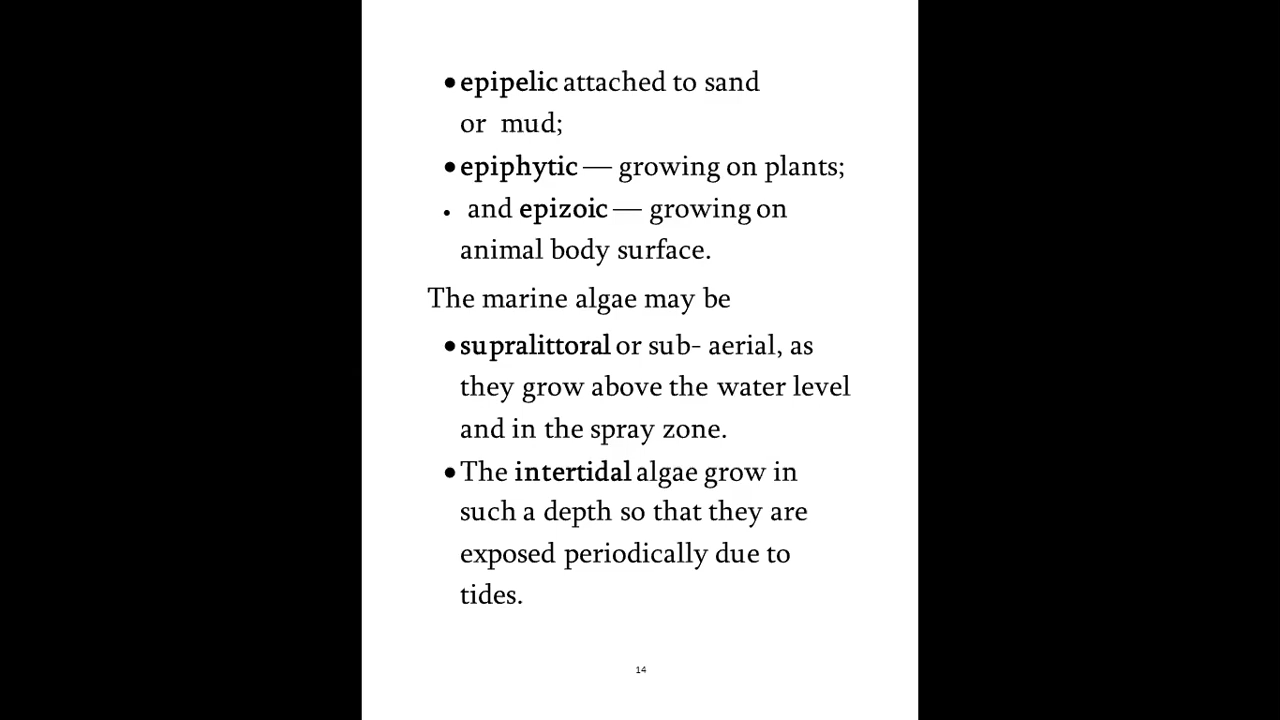 •epipelic attached to sand
or mud;
•epiphytic — growing on plants;
• and epizoic — growing on
animal body surface.
The marine algae may be
•supralittoral or sub- aerial, as
they grow above the water level
and in the spray zone.
•The intertidal algae grow in
such a depth so that they are
exposed periodically due to
tides.
14